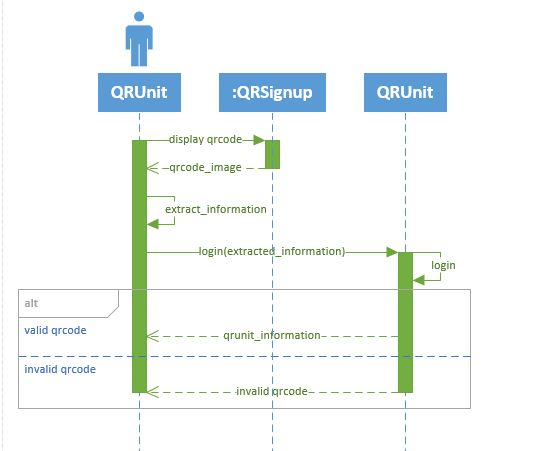 QRUnit
:QRSignup
QRUnit
display qrcode
qrcode_image
extract_information
login(extracted_information)
login
alt
valid qrcode
qrunit_information
invalid qrcode
invalid qrcode